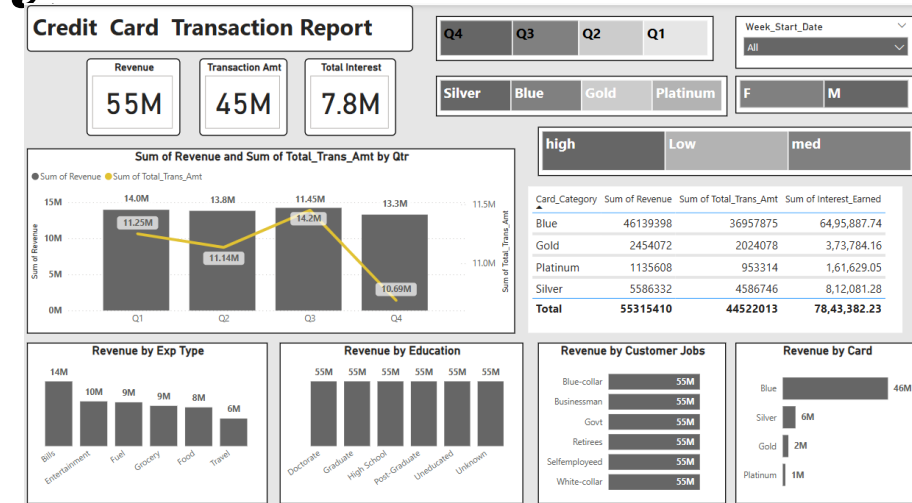 Credit Card Transaction Report
Q4 Q3 Q2 Q1
Week_Start_Date
All
Revenue
55M
Transaction Amt
45M
Total Interest
7.8M
Silver Blue Gold Platinum
F M
high Low med
Sum of Revenue and Sum of Total_Trans_Amt by Qtr
Sum of Revenue Sum of Total_Trans_Amt
Sum of Revenue
15M
10M
5M
0M
14.0M 13.8M 11.45M 13.3M
11.25M 11.14M 14.2M 10.69M
11.5M
11.0M
Sum of Total_Trans_Amt
Q1 Q2 Q3 Q4
Card_Category Sum of Revenue Sum of Total_Trans_Amt Sum of Interest_Earned
Blue 46139398 36957875 64,95,887.74
Gold 2454072 2024078 3,73,784.16
Platinum 1135608 953314 1,61,629.05
Silver 5586332 4586746 8,12,081.28
Total 55315410 44522013 78,43,382.23
Revenue by Exp Type
14M 10M 9M 9M 8M 6M
Bills Entertainment Fuel Grocery Food Travel
Revenue by Education
55M 55M 55M 55M 55M 55M
Doctorate Graduate High School Post-Graduate Uneducated Unknown
Revenue by Customer Jobs
Blue-collar 55M
Businessman 55M
Govt 55M
Retirees 55M
Selfemployeed 55M
White-collar 55M
Revenue by Card
Blue 46M
Silver 6M
Gold 2M
Platinum 1M